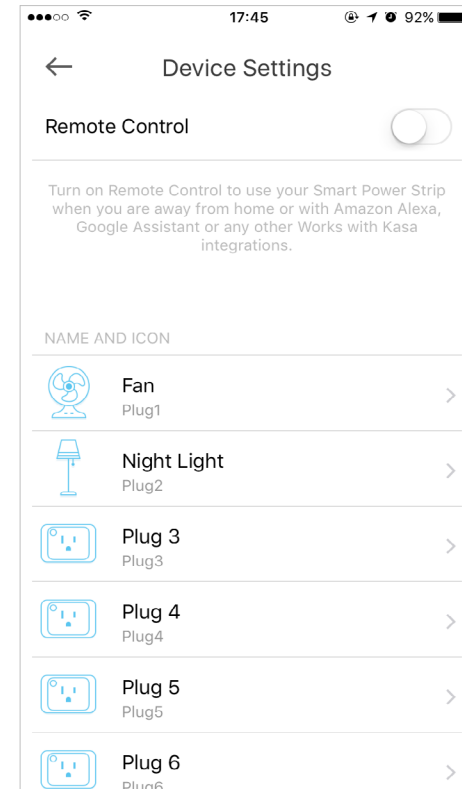 17:45
92%
Device Settings
Remote Control
Turn on Remote Control to use your Smart Power Strip
when you are away from home or with Amazon Alexa,
Google Assistant or any other Works with Kasa
integrations.
NAME AND ICON
Fan
Plug1
Night Light
Plug2
Plug 3
Plug3
Plug 4
Plug4
Plug 5
Plug5
Plug 6
Plug6